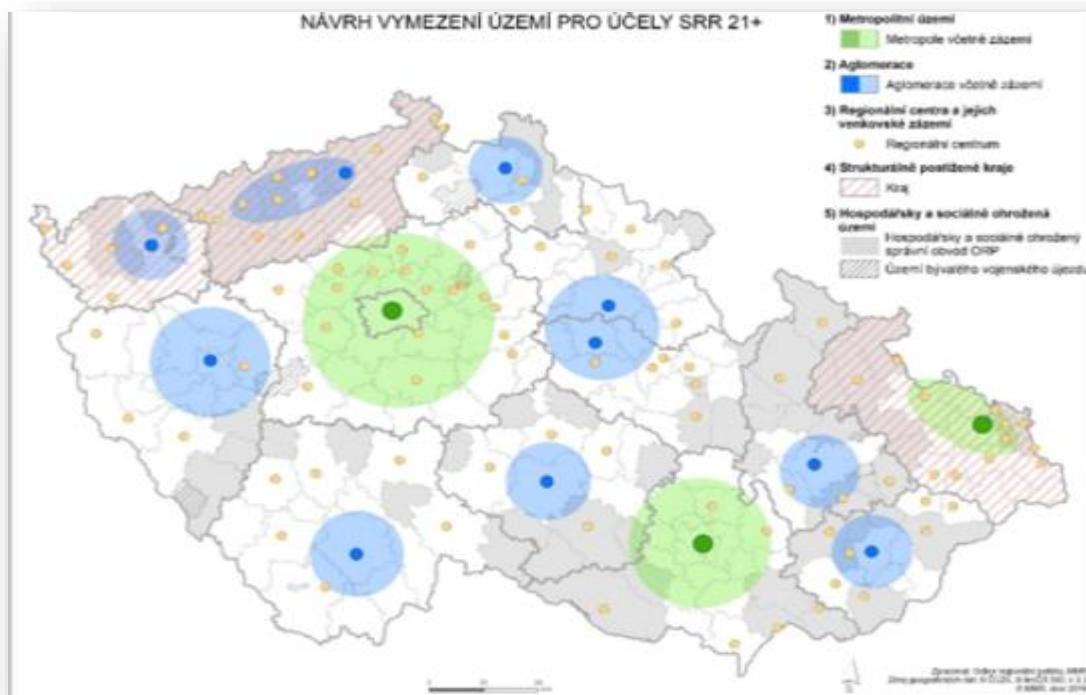 NÁVRH VYMEZENÍ ÚZEMÍ PRO ÚČELY SRR 21+
1) Metropolitní území
Metropole včetně zázemí
2) Aglomerace
Aglomerace včetně zázemí
3) Regionální centra a jejich
venkovské zázemí
Regionální centrum
4) Strukturálně postižené kraje
Kraj
5) Hospodářsky a sociálně ohrožená
území
Hospodářsky a sociálně ohrožený
správní obvod ORP
Území bývalého vojenského újezdu